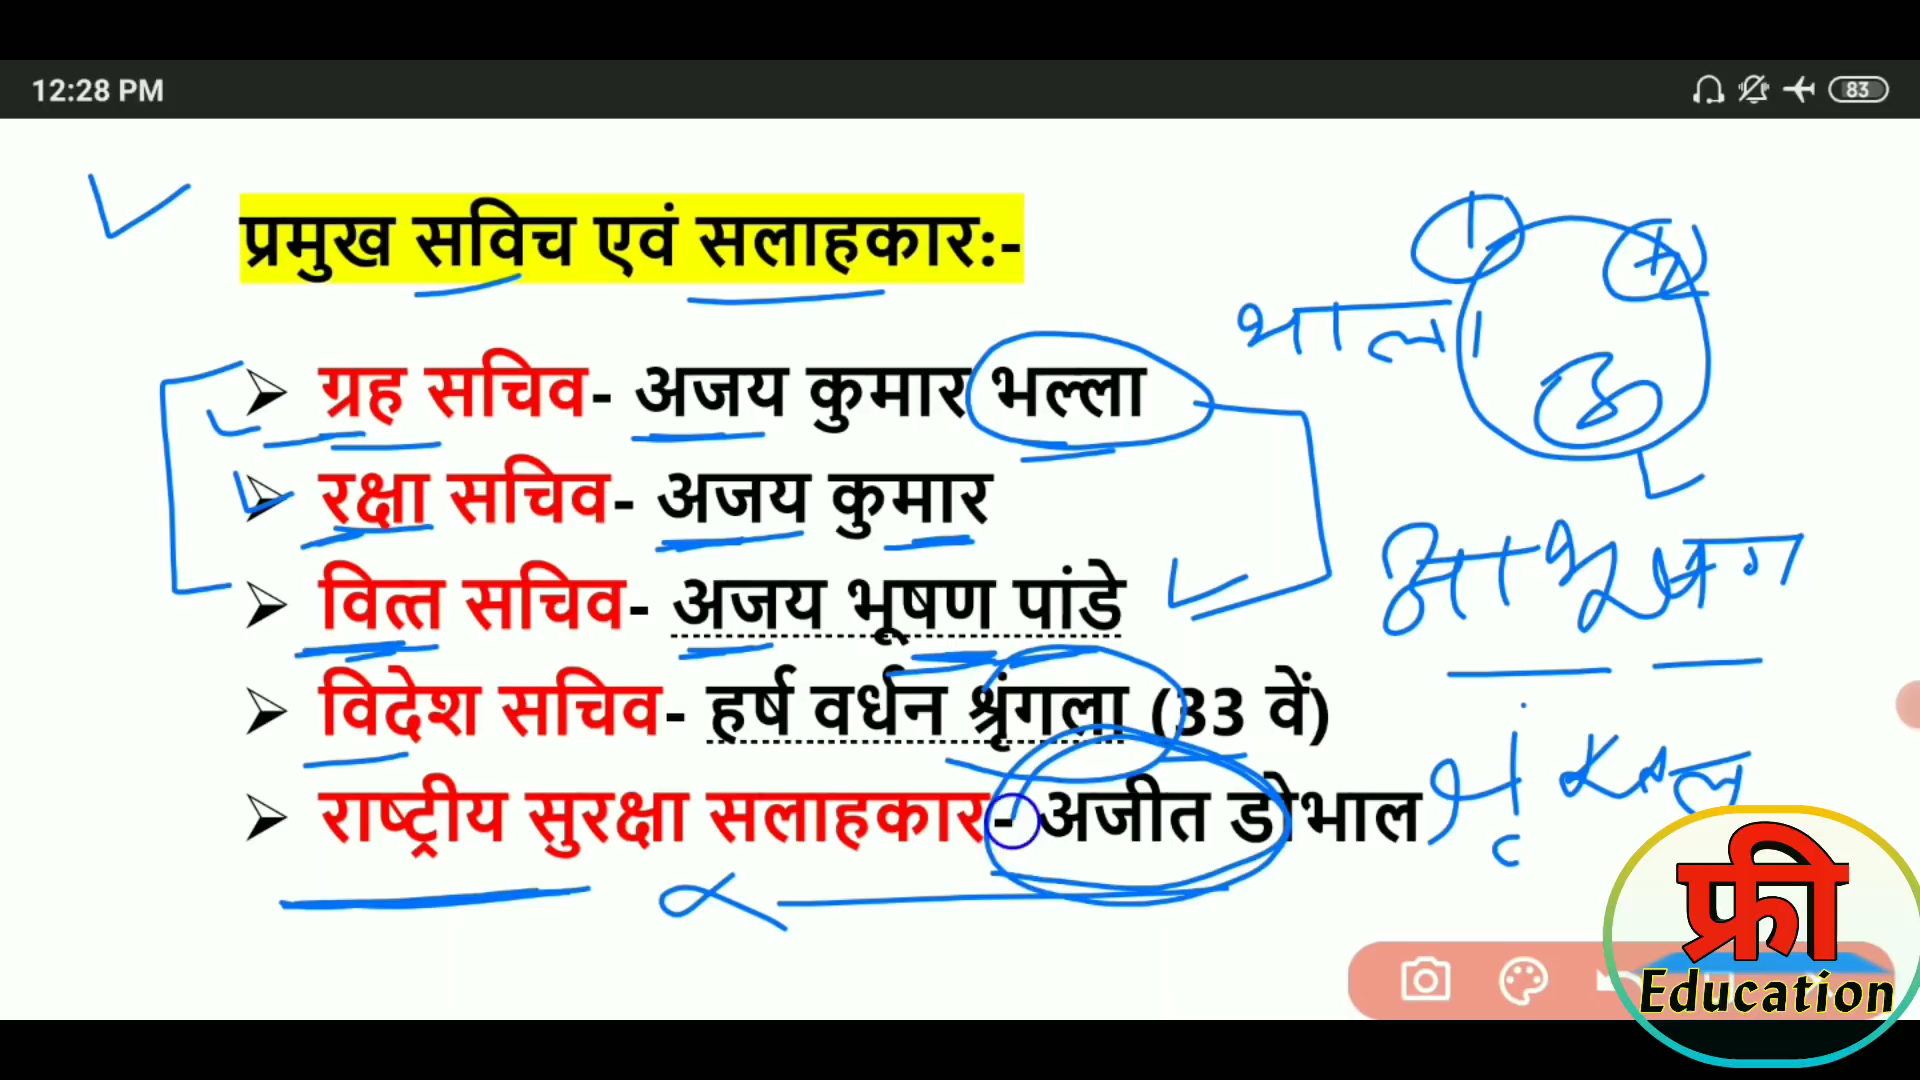 12:28 PM
83
प्रमुख सविच एवं सलाहकार:-
ग्रह सचिव- अजय कुमार भल्ला
रक्षा सचिव- अजय कुमार
वित्त सचिव- अजय भूषण पांडे
विदेश सचिव- हर्ष वर्धन श्रृंगला (33 वें)
राष्ट्रीय सुरक्षा सलाहकार- अजीत डोभाल
फ्री
Education